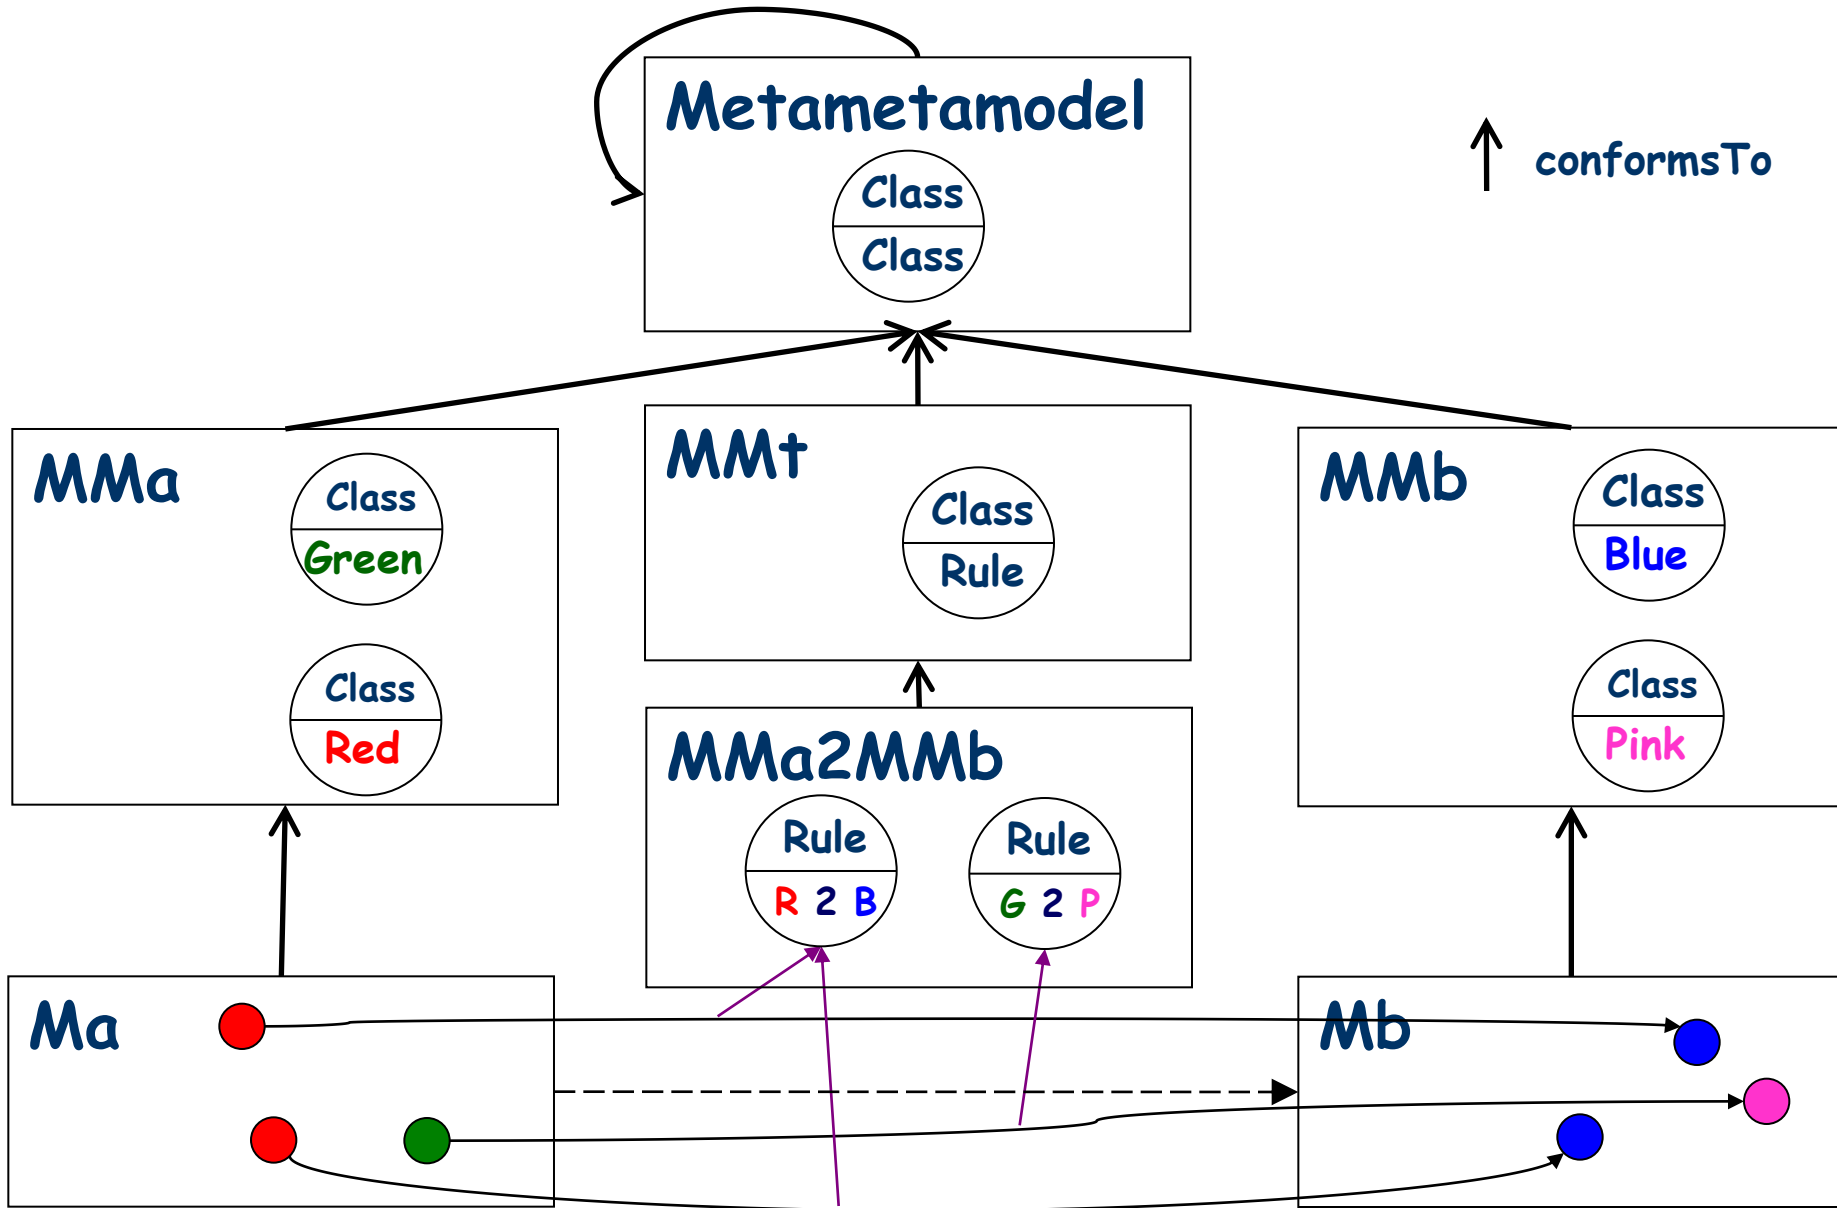 Metametamodel
Class
Class
conformsTo
MMa
Class
Green
Class
Red
MMt
Class
Rule
MMb
Class
Blue
Class
Pink
MMa2MMb
Rule
R 2 B
Rule
G 2 P
Ma
Mb